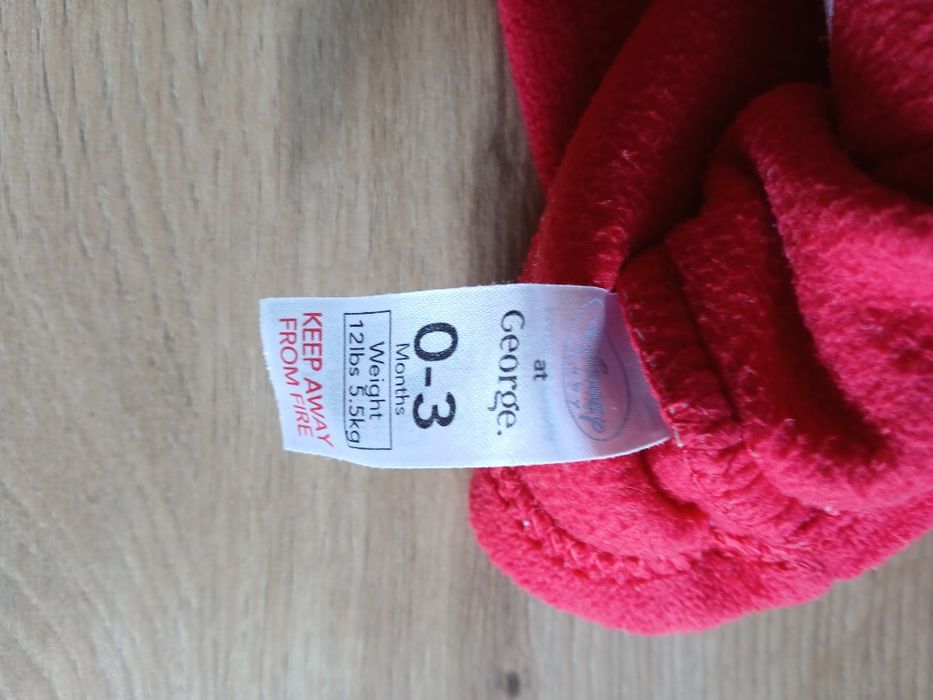 at
George.
0-3
Months
Weight
12lbs 5.5kg
KEEP AWAY
FROM FIRE